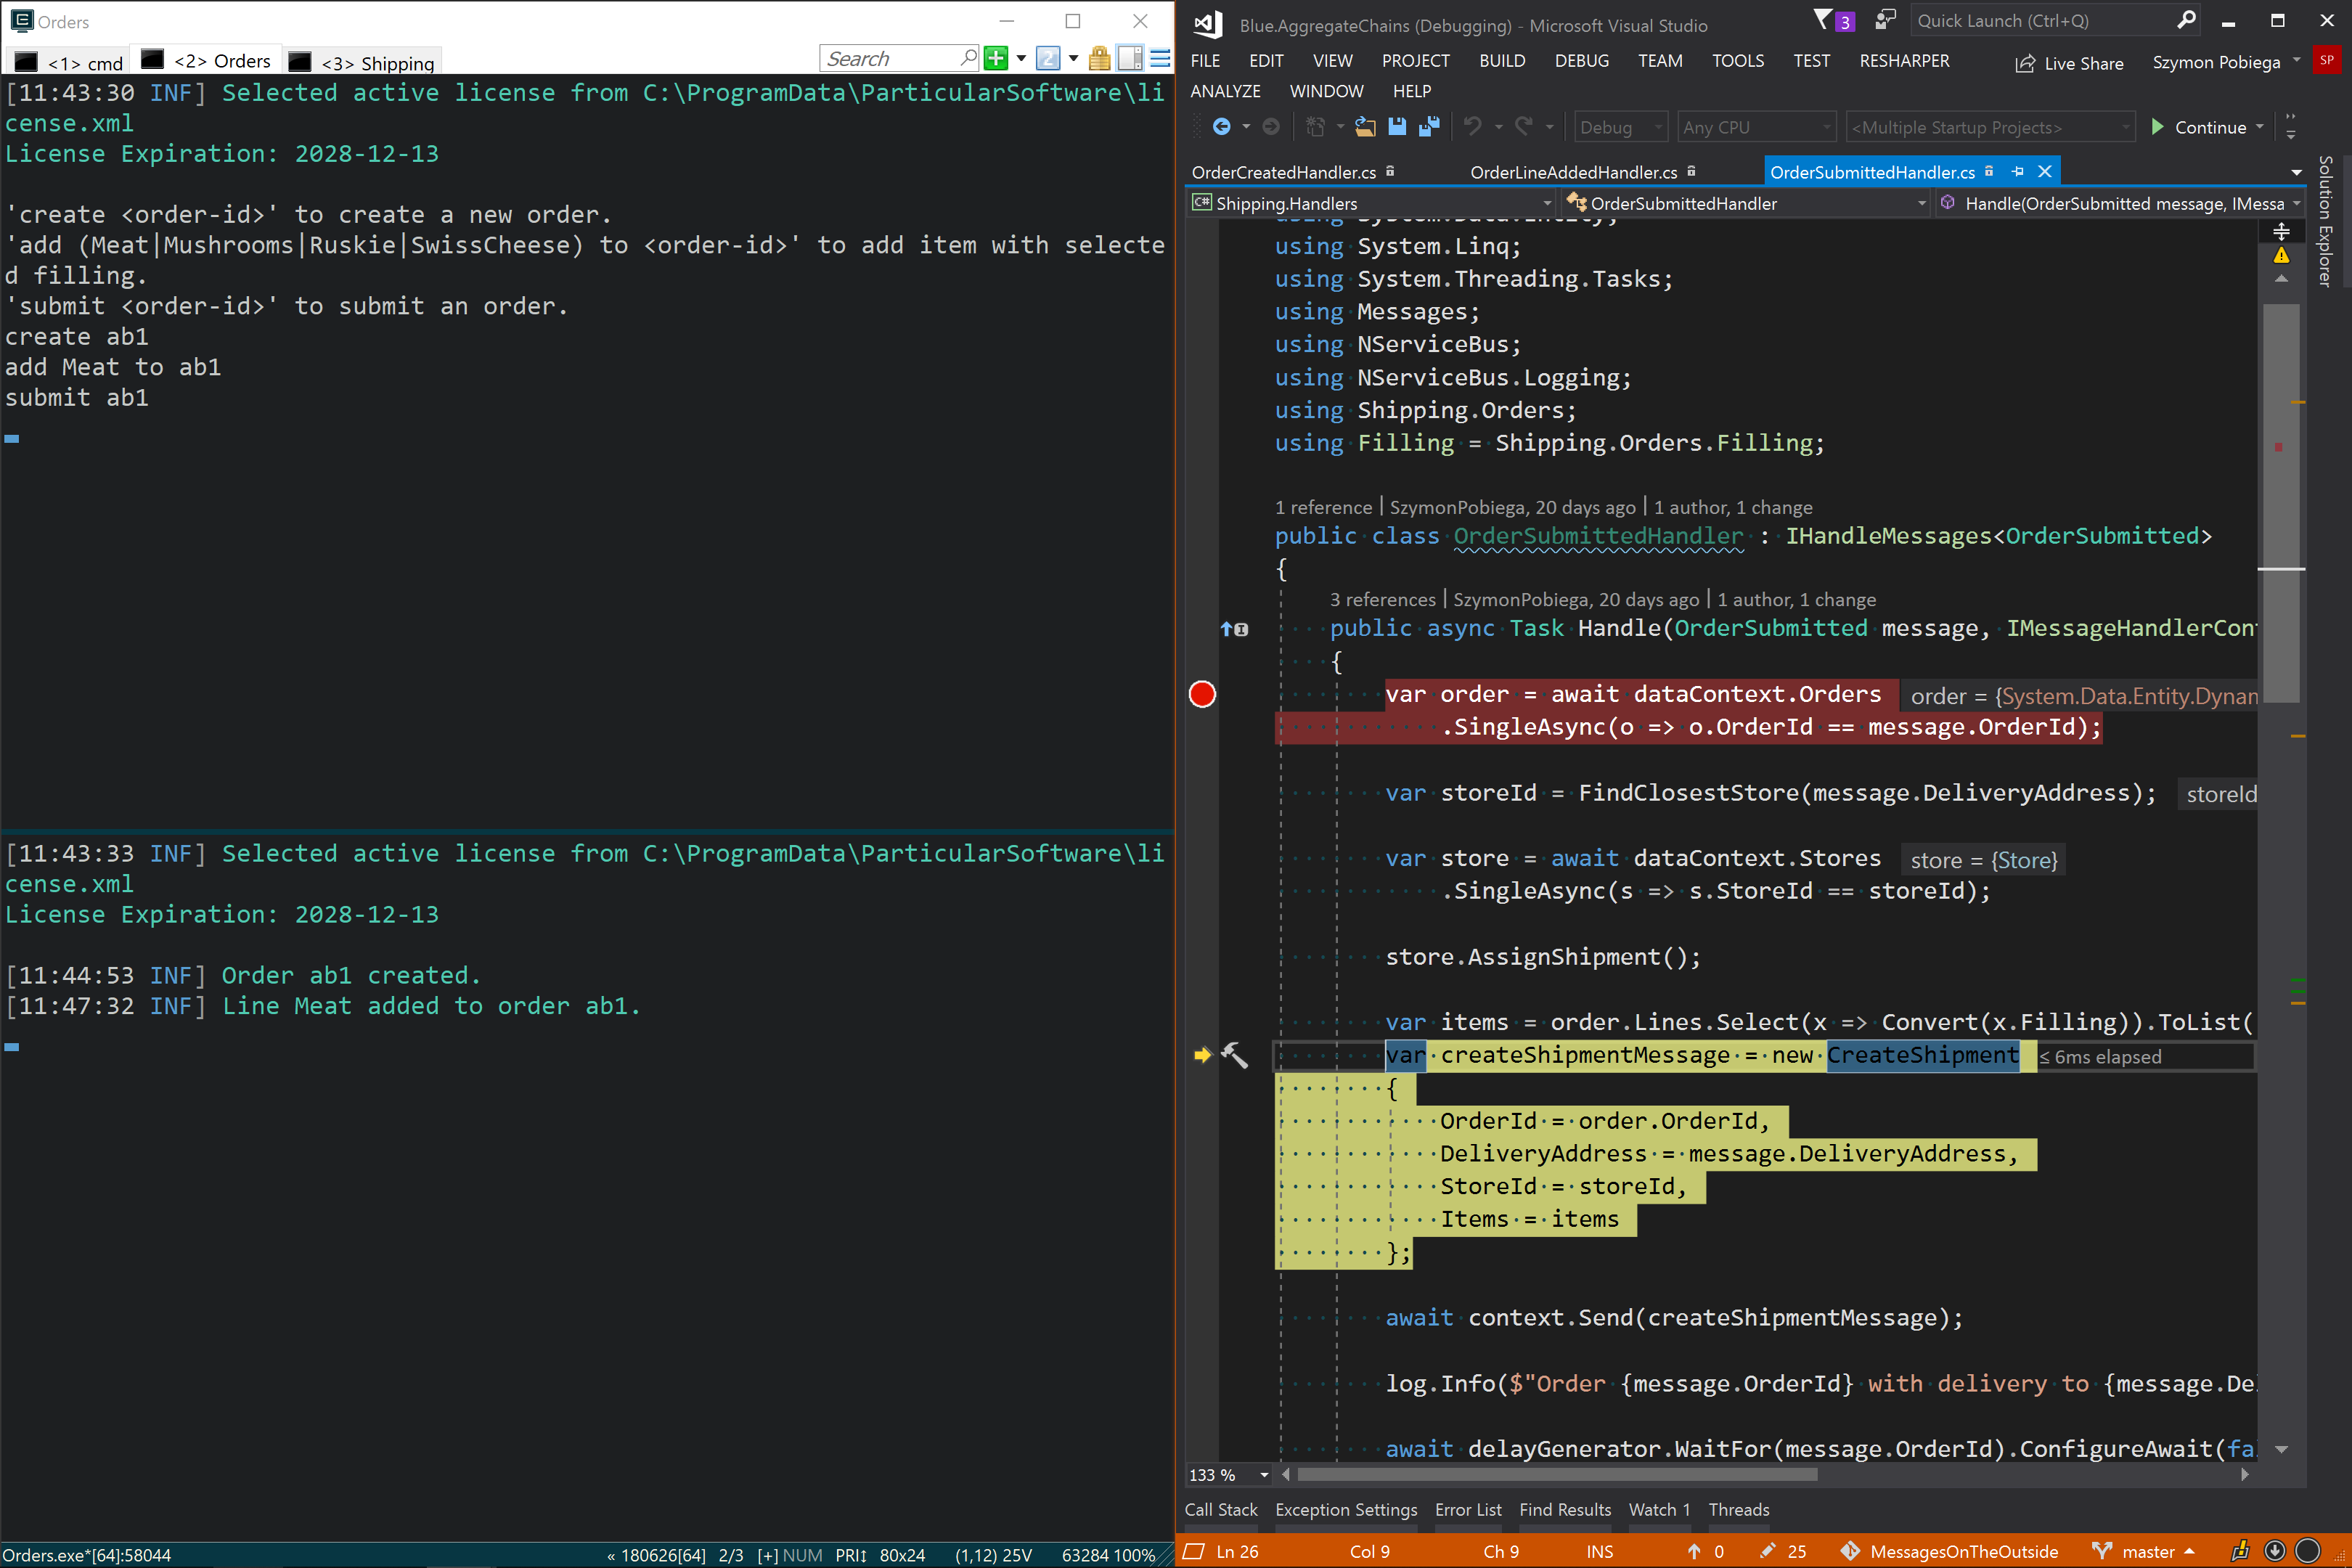 Orders
<1> cmd
<2> Orders
<3> Shipping
Search
2
[11:43:30 INF] Selected active license from C:\ProgramData\ParticularSoftware\li
cense.xml
License Expiration: 2028-12-13
'create <order-id>' to create a new order.
'add (Meat|Mushrooms|Ruskie|SwissCheese) to <order-id>' to add item with selecte
d filling.
'submit <order-id>' to submit an order.
create ab1
add Meat to ab1
submit ab1
[11:43:33 INF] Selected active license from C:\ProgramData\ParticularSoftware\li
cense.xml
License Expiration: 2028-12-13
[11:44:53 INF] Order ab1 created.
[11:47:32 INF] Line Meat added to order ab1.
Orders.exe*[64]:58044
« 180626[64] 2/3 [+] NUM PRI↕ 80x24 (1,12) 25V 63284 100%
Blue.AggregateChains (Debugging) - Microsoft Visual Studio
3
Quick Launch (Ctrl+Q)
FILE EDIT VIEW PROJECT BUILD DEBUG TEAM TOOLS TEST RESHARPER
Live Share
Szymon Pobiega
SP
ANALYZE WINDOW HELP
Debug
Any CPU
<Multiple Startup Projects>
Continue
OrderCreatedHandler.cs
OrderLineAddedHandler.cs
OrderSubmittedHandler.cs
Solution Explorer
C# Shipping.Handlers
OrderSubmittedHandler
Handle(OrderSubmitted message, IMessa
using System.Data.Entity;
using System.Linq;
using System.Threading.Tasks;
using Messages;
using NServiceBus;
using NServiceBus.Logging;
using Shipping.Orders;
using Filling = Shipping.Orders.Filling;
1 reference | SzymonPobiega, 20 days ago | 1 author, 1 change
public class OrderSubmittedHandler : IHandleMessages<OrderSubmitted>
{
3 references | SzymonPobiega, 20 days ago | 1 author, 1 change
public async Task Handle(OrderSubmitted message, IMessageHandlerCon
{
var order = await dataContext.Orders order = {System.Data.Entity.Dynam
.SingleAsync(o => o.OrderId == message.OrderId);
var storeId = FindClosestStore(message.DeliveryAddress); storeId
var store = await dataContext.Stores store = {Store}
.SingleAsync(s => s.StoreId == storeId);
store.AssignShipment();
var items = order.Lines.Select(x => Convert(x.Filling)).ToList(
var createShipmentMessage = new CreateShipment ≤ 6ms elapsed
{
OrderId = order.OrderId,
DeliveryAddress = message.DeliveryAddress,
StoreId = storeId,
Items = items
};
await context.Send(createShipmentMessage);
log.Info($"Order {message.OrderId} with delivery to {message.De
await delayGenerator.WaitFor(message.OrderId).ConfigureAwait(fa
133 %
Call Stack Exception Settings Error List Find Results Watch 1 Threads
Ln 26 Col 9 Ch 9 INS 0 25 MessagesOnTheOutside master